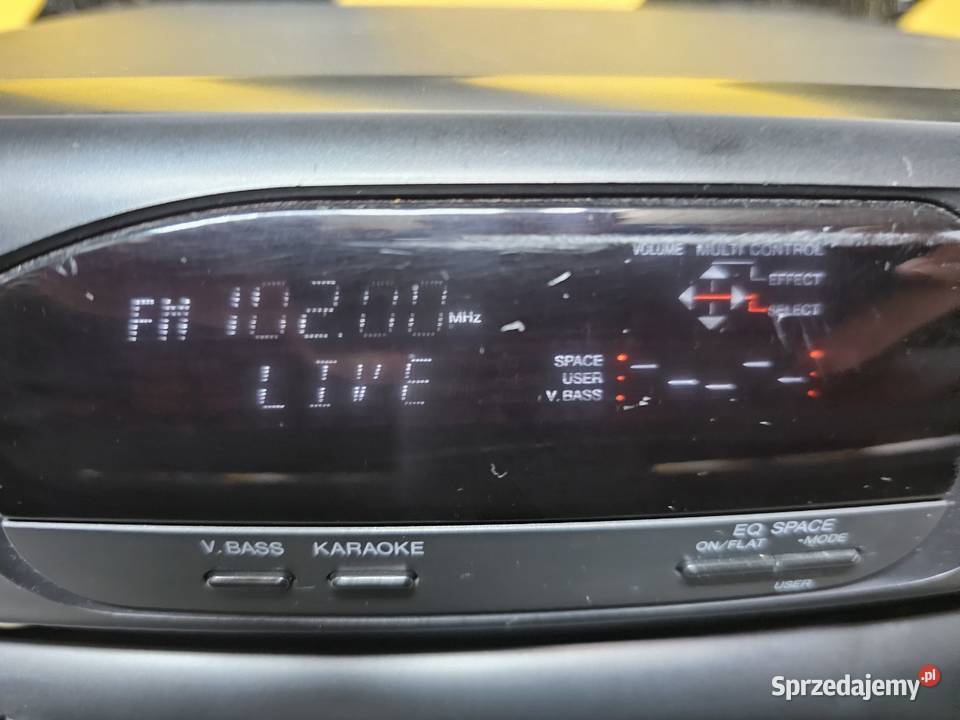 VOLUME MULTI CONTROL
EFFECT
FM 102.00 MHz
SELECT
LIVE
SPACE
USER
V. BASS
V. BASS KARAOKE
EQ SPACE
ON/FLAT -MODE
USER
Sprzedajemy.pl